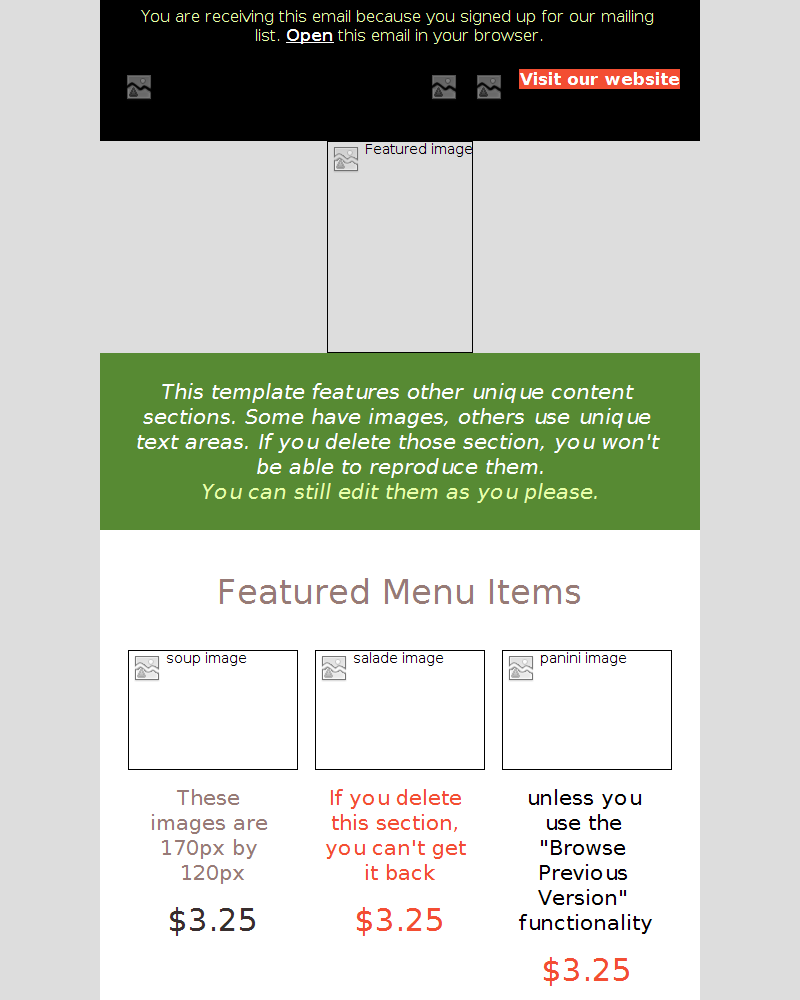 You are receiving this email because you signed up for our mailing
list. Open this email in your browser.
Visit our website
Featured image
This template features other unique content
sections. Some have images, others use unique
text areas. If you delete those section, you won't
be able to reproduce them.
You can still edit them as you please.
Featured Menu Items
soup image
These
images are
170px by
120px
$3.25
salade image
If you delete
this section,
you can't get
it back
$3.25
panini image
unless you
use the
"Browse
Previous
Version"
functionality
$3.25